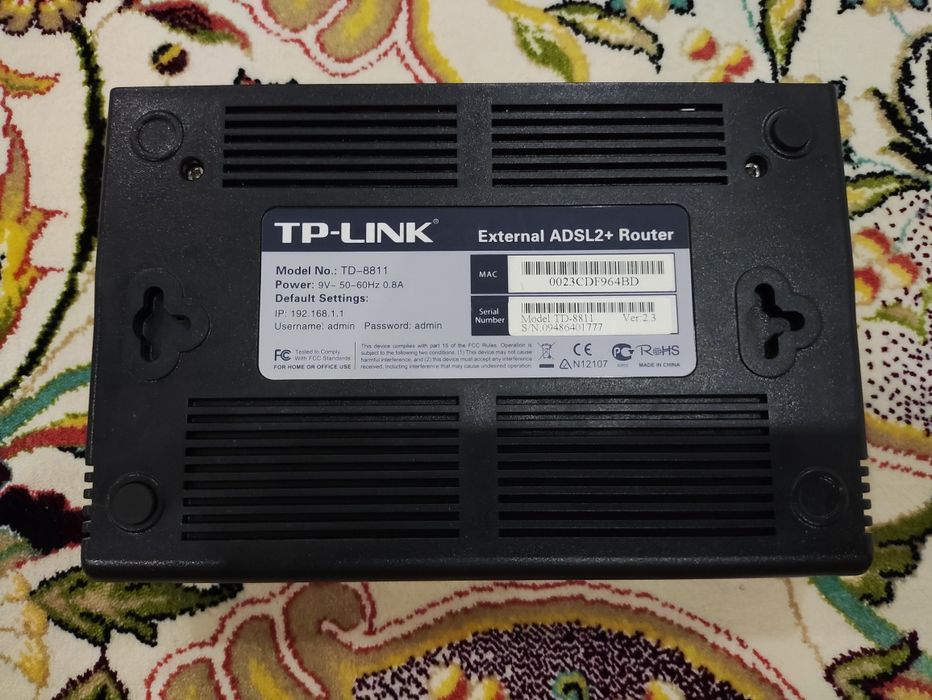 TP-LINK®
External ADSL2+ Router
Model No.: TD-8811
Power: 9V~ 50-60Hz 0.8A
Default Settings:
IP: 192.168.1.1
Username: admin Password: admin
MAC
0023CDF964BD
Serial
Number
Model TD-8811 Ver:2.3
S/N:09486401777
FC Tested to Comply
With FCC Standards
FOR HOME OR OFFICE USE
This device complies with part 15 of the FCC Rules. Operation is
subject to the following two conditions: (1) This device may not cause
harmful interference, and (2) this device must accept any interference
received, including interference that may cause undesired operation.
CE
N12107
RoHS
MADE IN CHINA